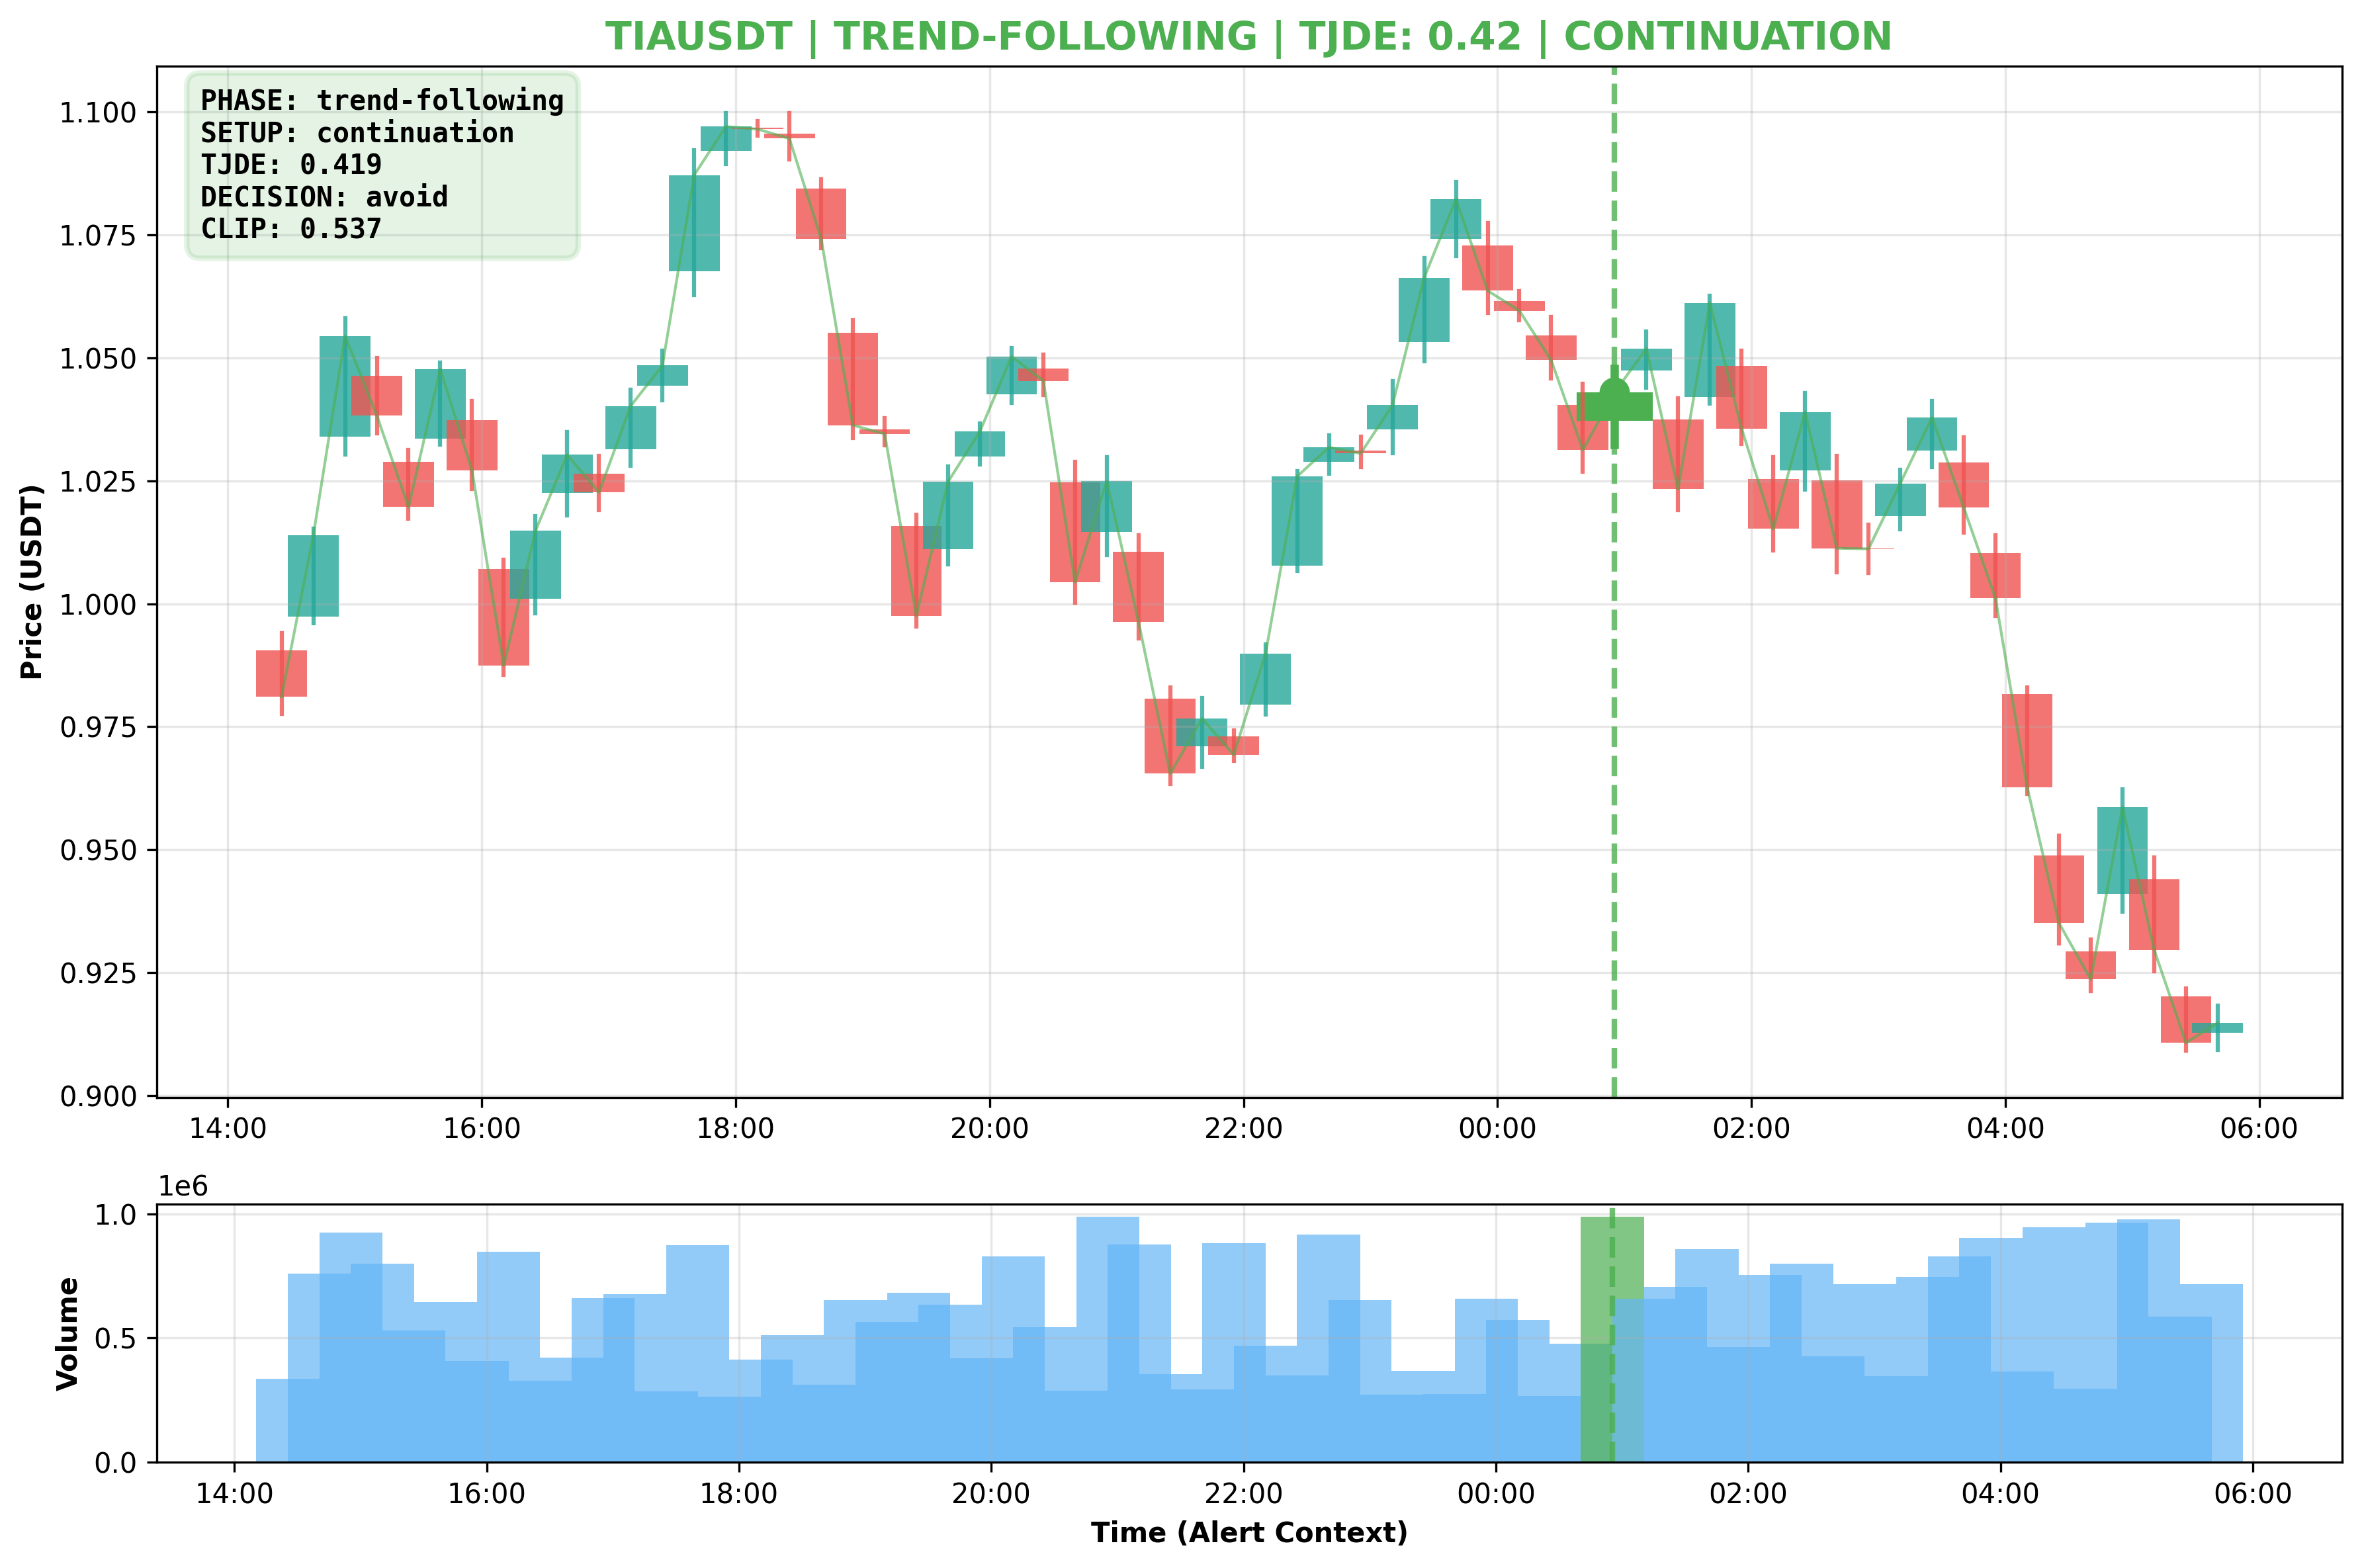 TIAUSDT | TREND-FOLLOWING | TJDE: 0.42 | CONTINUATION
PHASE: trend-following
SETUP: continuation
TJDE: 0.419
DECISION: avoid
CLIP: 0.537
Price (USDT)
1.100
1.075
1.050
1.025
1.000
0.975
0.950
0.925
0.900
14:00 16:00 18:00 20:00 22:00 00:00 02:00 04:00 06:00
1e6
Volume
1.0
0.5
0.0
14:00 16:00 18:00 20:00 22:00 00:00 02:00 04:00 06:00
Time (Alert Context)